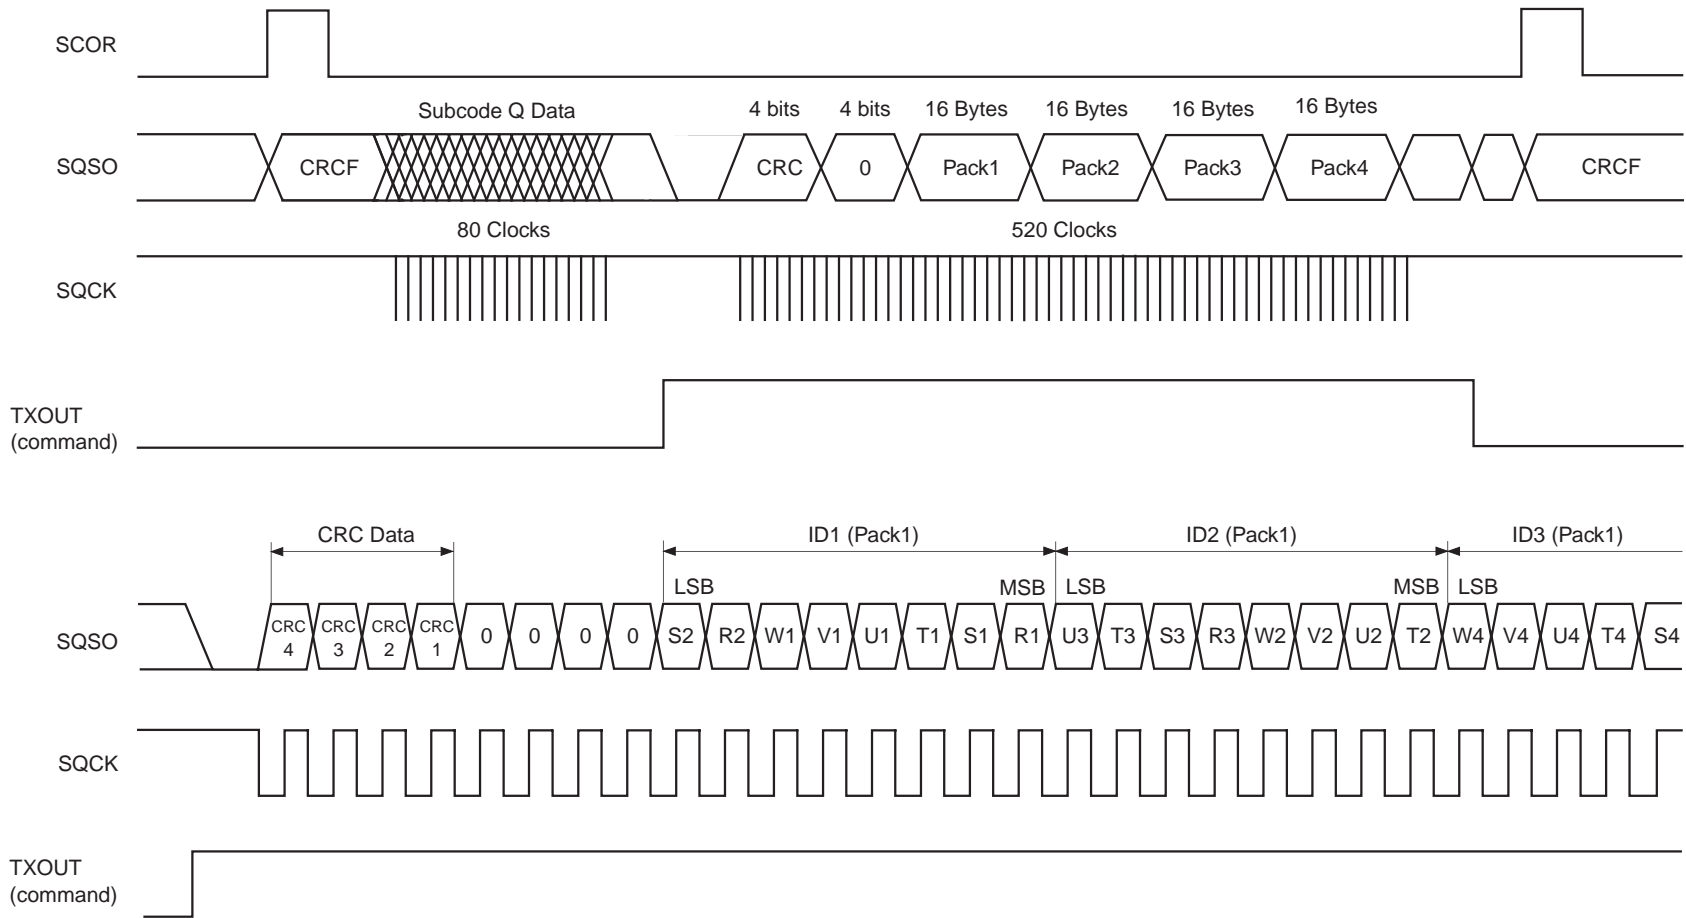 SCOR
Subcode Q Data
4 bits 4 bits 16 Bytes 16 Bytes 16 Bytes 16 Bytes
SQSO CRCF CRC 0 Pack1 Pack2 Pack3 Pack4 CRCF
80 Clocks 520 Clocks
SQCK
TXOUT
(command)
CRC Data ID1 (Pack1) ID2 (Pack1) ID3 (Pack1)
LSB MSB LSB MSB LSB
SQSO CRC 4 CRC 3 CRC 2 CRC 1 0 0 0 0 S2 R2 W1 V1 U1 T1 S1 R1 U3 T3 S3 R3 W2 V2 U2 T2 W4 V4 U4 T4 S4
SQCK
TXOUT
(command)